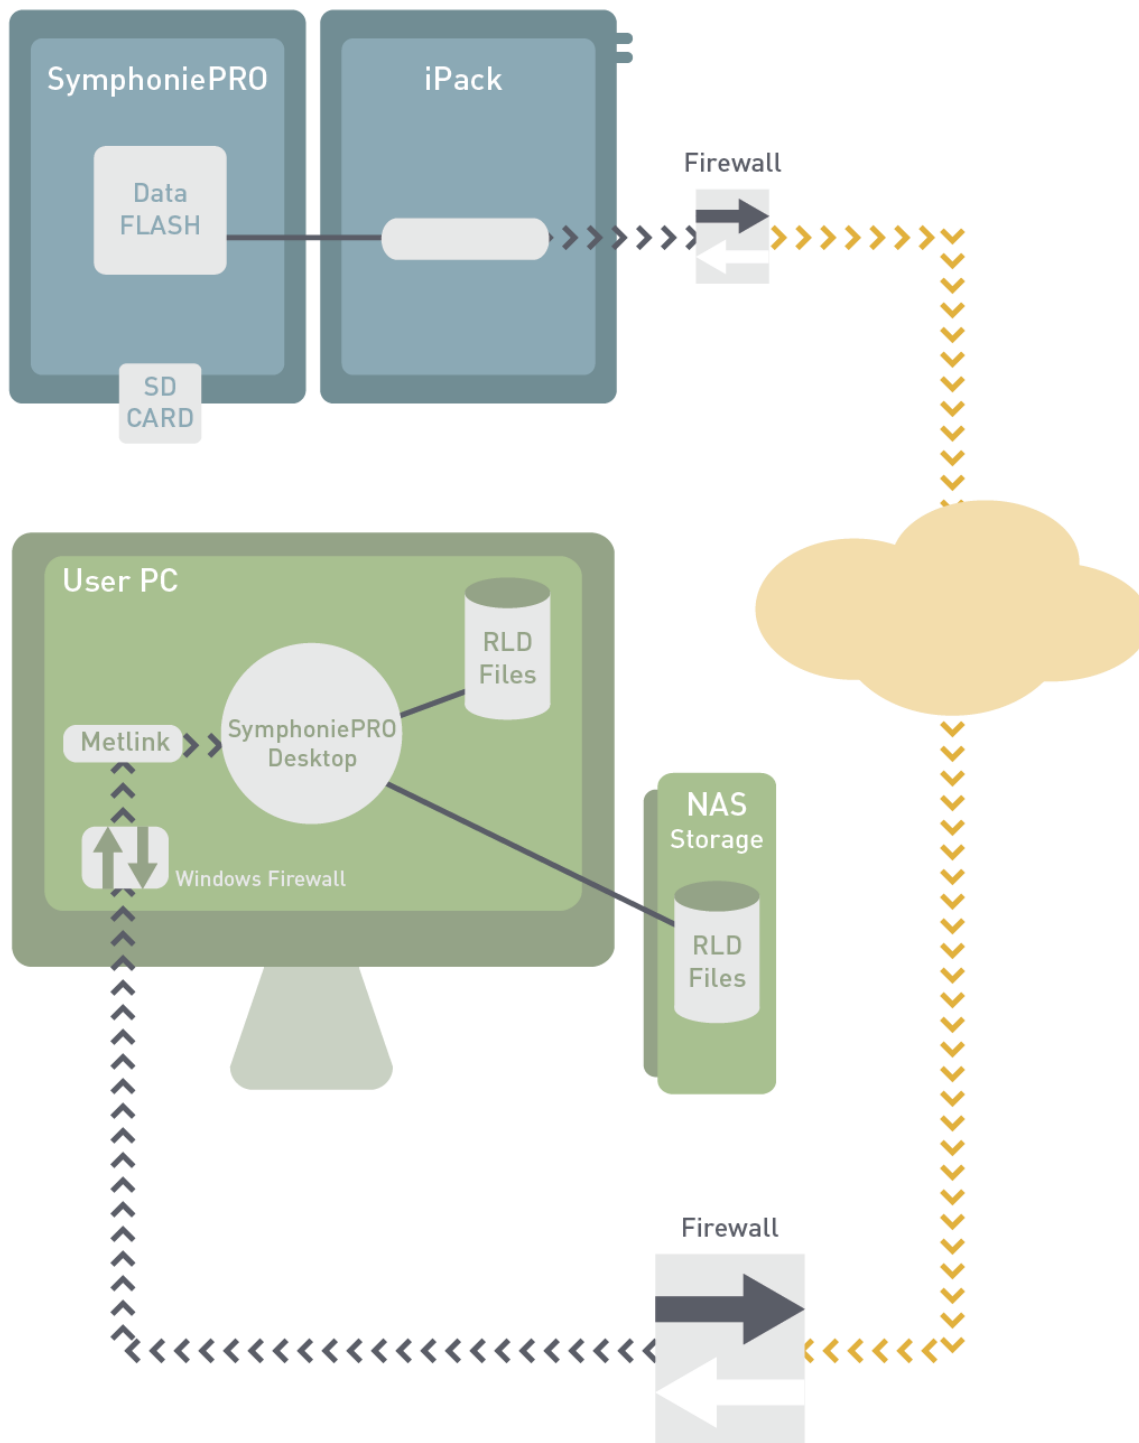 SymphoniePRO
iPack
Firewall
Data
FLASH
SD
CARD
User PC
RLD
Files
SymphoniePRO
Desktop
Metlink
Windows Firewall
NAS
Storage
RLD
Files
Firewall